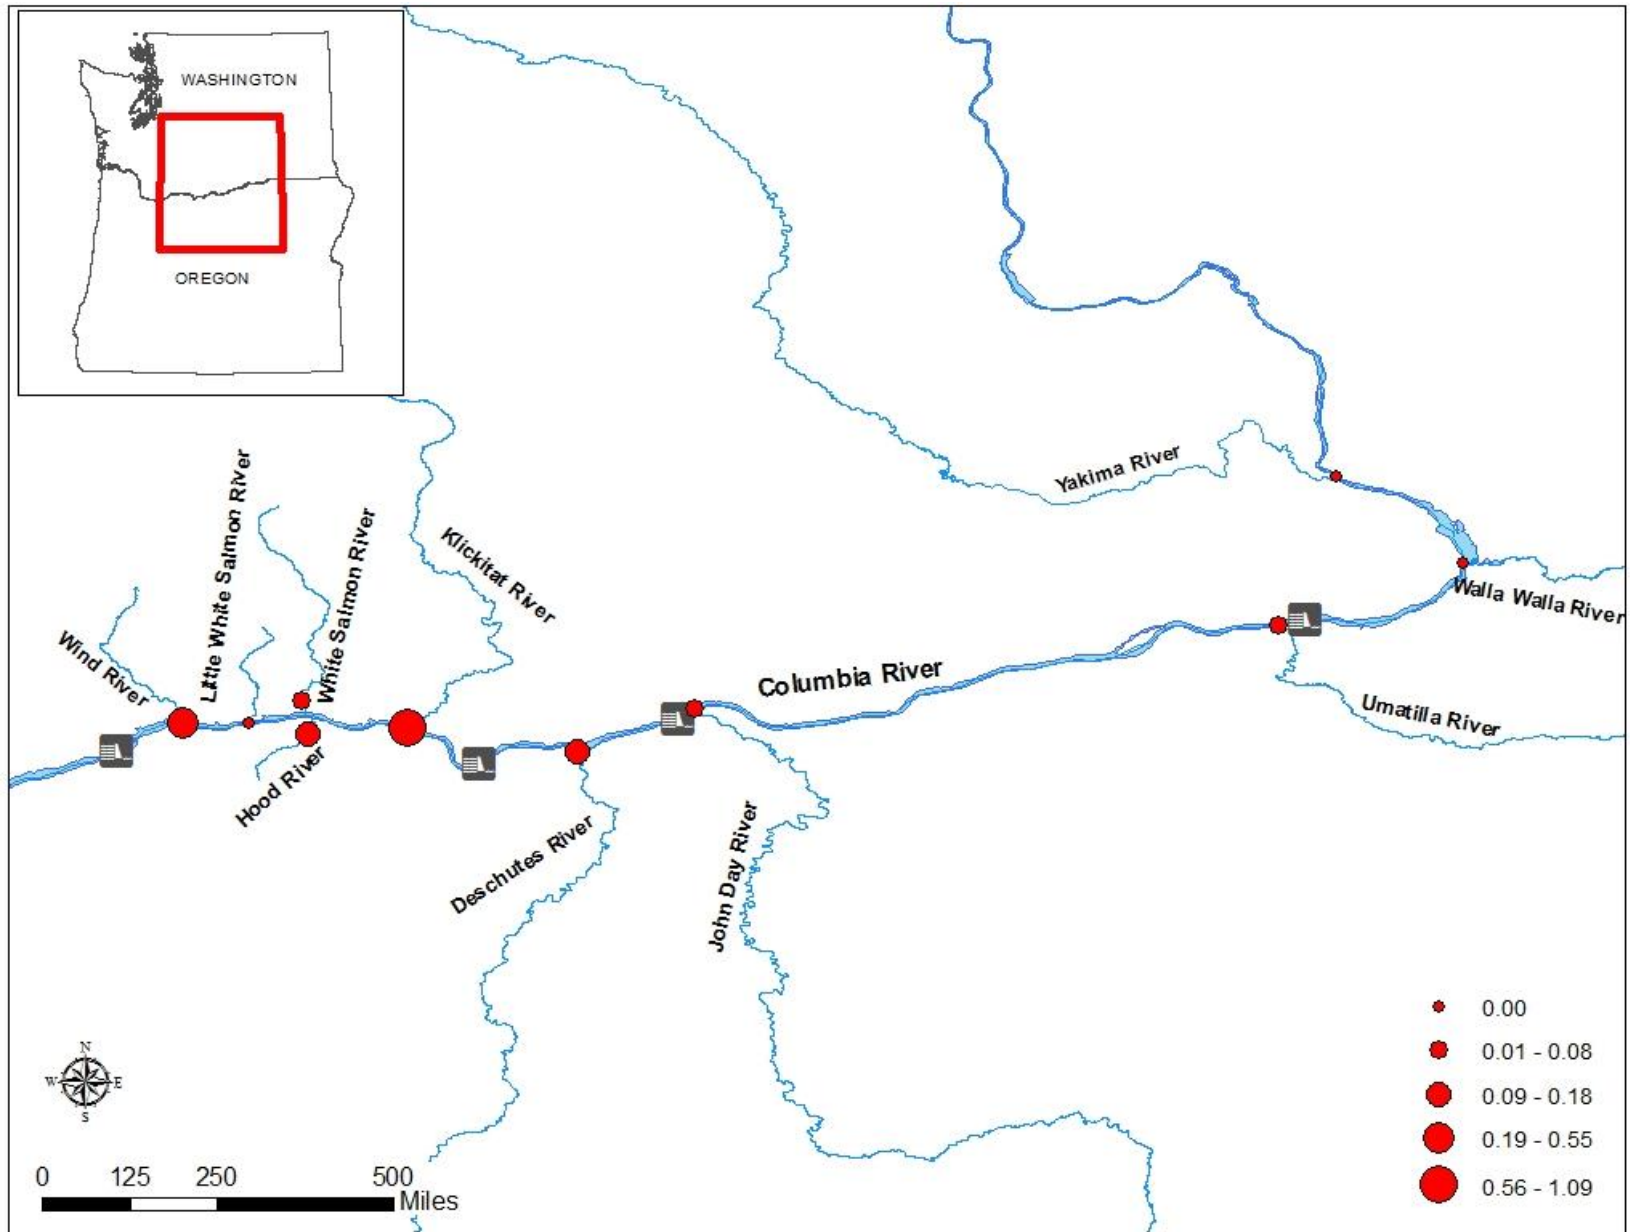 WASHINGTON
OREGON
Yakima River
Little White Salmon River
White Salmon River
Klickitat River
Wind River
Walla Walla River
Columbia River
Umatilla River
Hood River
Deschutes River
John Day River
N
W E
S
0 125 250 500
Miles
0.00
0.01 - 0.08
0.09 - 0.18
0.19 - 0.55
0.56 - 1.09